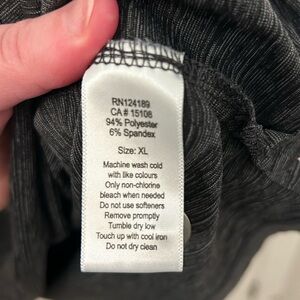 RN124189
CA# 15108
94% Polyester
6% Spandex
Size: XL
Machine wash cold
with like colours
Only non-chlorine
bleach when needed
Do not use softeners
Remove promptly
Tumble dry low
Touch up with cool iron
Do not dry clean